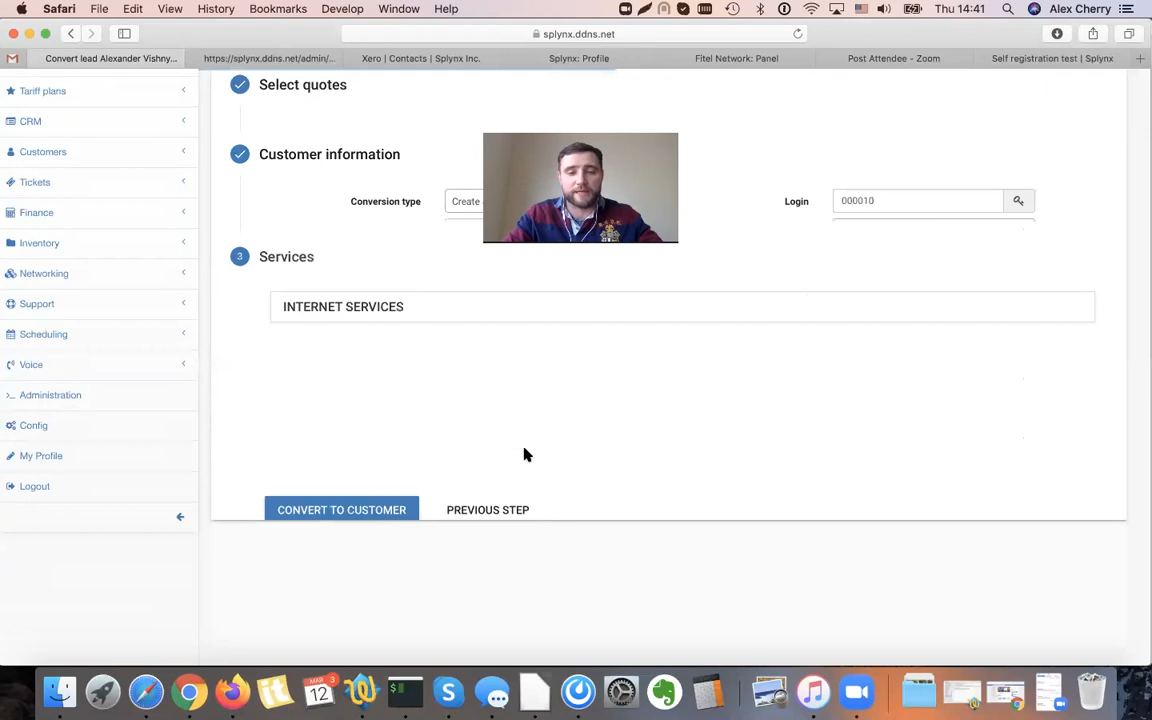 Safari File Edit View History Bookmarks Develop Window Help Thu 14:41 Alex Cherry
splynx.ddns.net
Convert lead Alexander Vishny... https://splynx.ddns.net/admin/... Xero | Contacts | Splynx Inc. Splynx: Profile Fitel Network: Panel Post Attendee - Zoom Self registration test | Splynx
Tariff plans
CRM
Customers
Tickets
Finance
Inventory
Networking
Support
Scheduling
Voice
Administration
Config
My Profile
Logout
Select quotes
Customer information
Conversion type Create Login 000010
3 Services
INTERNET SERVICES
CONVERT TO CUSTOMER PREVIOUS STEP
MAR 3
12